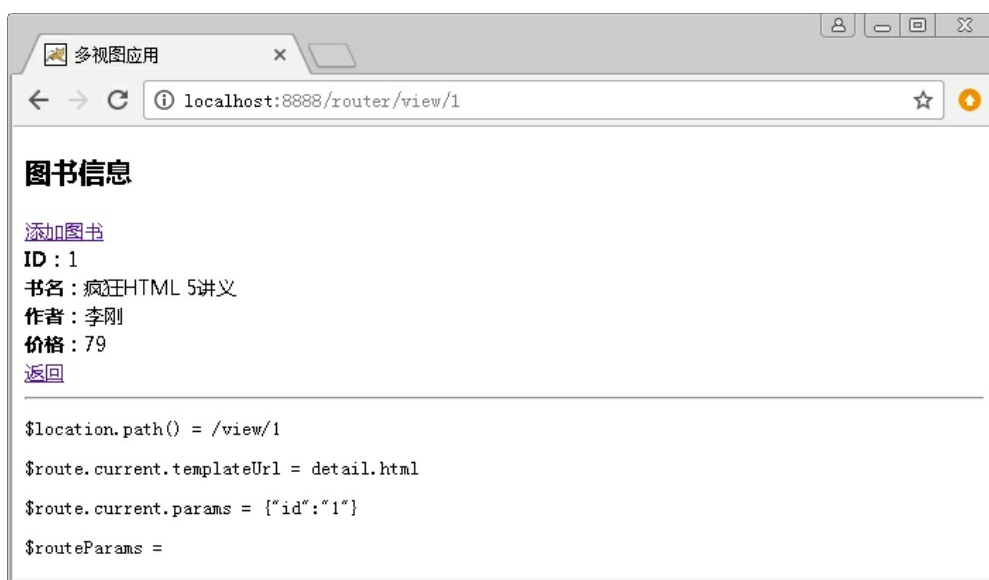 多视图应用
localhost:8888/router/view/1
图书信息
添加图书
ID：1
书名：疯狂HTML 5讲义
作者：李刚
价格：79
返回
$location.path() = /view/1
$route.current.templateUrl = detail.html
$route.current.params = {"id":"1"}
$routeParams =